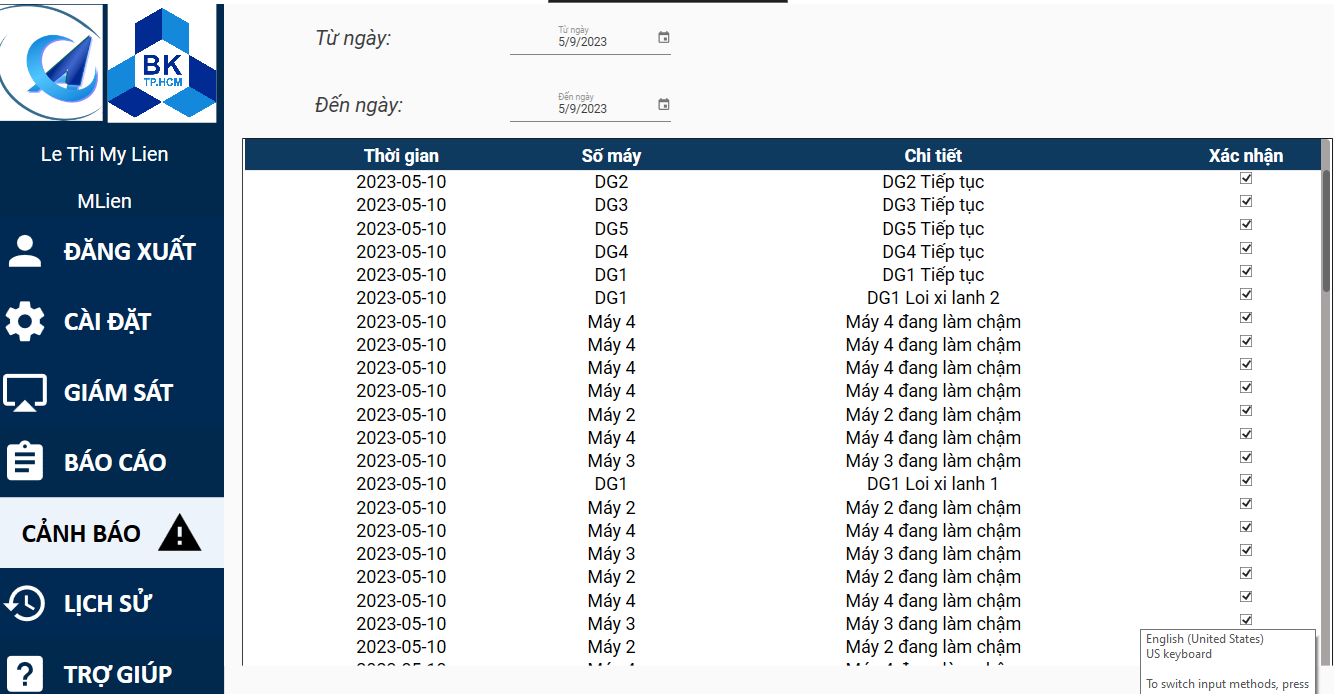 BK
TP.HCM
Le Thi My Lien
MLien
ĐĂNG XUẤT
CÀI ĐẶT
GIÁM SÁT
BÁO CÁO
CẢNH BÁO
LỊCH SỬ
TRỢ GIÚP
Từ ngày:
Từ ngày
5/9/2023
Đến ngày:
Đến ngày
5/9/2023
Thời gian Số máy Chi tiết Xác nhận
2023-05-10 DG2 DG2 Tiếp tục
2023-05-10 DG3 DG3 Tiếp tục
2023-05-10 DG5 DG5 Tiếp tục
2023-05-10 DG4 DG4 Tiếp tục
2023-05-10 DG1 DG1 Tiếp tục
2023-05-10 DG1 DG1 Loi xi lanh 2
2023-05-10 Máy 4 Máy 4 đang làm chậm
2023-05-10 Máy 4 Máy 4 đang làm chậm
2023-05-10 Máy 4 Máy 4 đang làm chậm
2023-05-10 Máy 4 Máy 4 đang làm chậm
2023-05-10 Máy 2 Máy 2 đang làm chậm
2023-05-10 Máy 4 Máy 4 đang làm chậm
2023-05-10 Máy 3 Máy 3 đang làm chậm
2023-05-10 DG1 DG1 Loi xi lanh 1
2023-05-10 Máy 2 Máy 2 đang làm chậm
2023-05-10 Máy 4 Máy 4 đang làm chậm
2023-05-10 Máy 3 Máy 3 đang làm chậm
2023-05-10 Máy 2 Máy 2 đang làm chậm
2023-05-10 Máy 4 Máy 4 đang làm chậm
2023-05-10 Máy 3 Máy 3 đang làm chậm
2023-05-10 Máy 2 Máy 2 đang làm chậm
English (United States)
US keyboard
To switch input methods, press